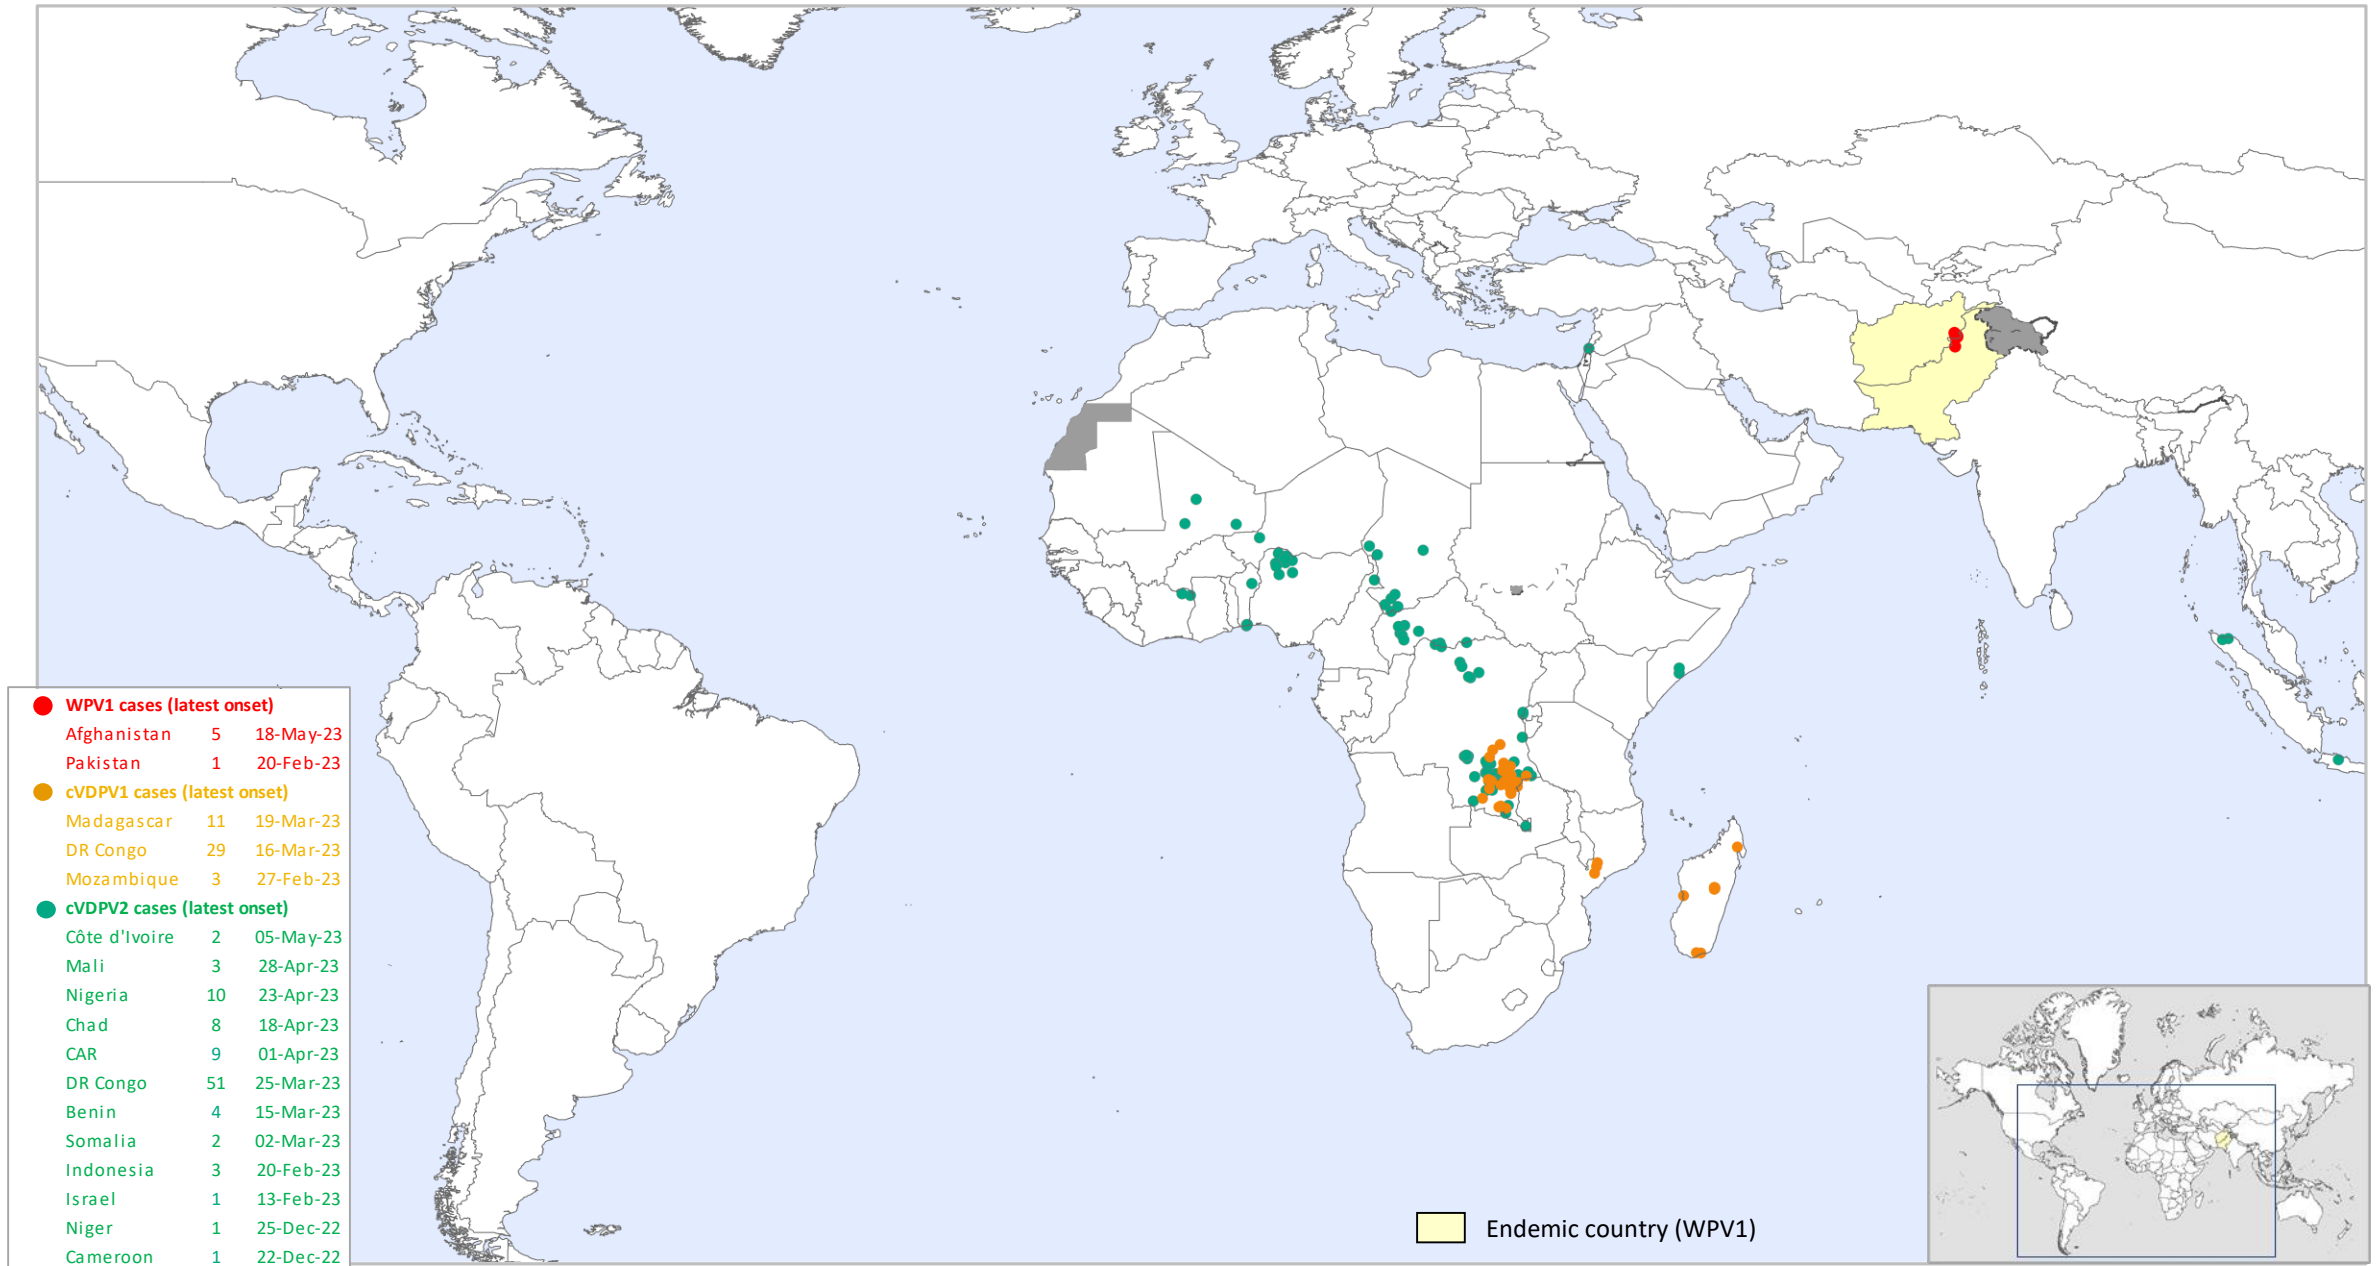 WPV1 cases (latest onset)
Afghanistan 5 18-May-23
Pakistan 1 20-Feb-23
cVDPV1 cases (latest onset)
Madagascar 11 19-Mar-23
DR Congo 29 16-Mar-23
Mozambique 3 27-Feb-23
cVDPV2 cases (latest onset)
Côte d'Ivoire 2 05-May-23
Mali 3 28-Apr-23
Nigeria 10 23-Apr-23
Chad 8 18-Apr-23
CAR 9 01-Apr-23
DR Congo 51 25-Mar-23
Benin 4 15-Mar-23
Somalia 2 02-Mar-23
Indonesia 3 20-Feb-23
Israel 1 13-Feb-23
Niger 1 25-Dec-22
Cameroon 1 22-Dec-22
Endemic country (WPV1)